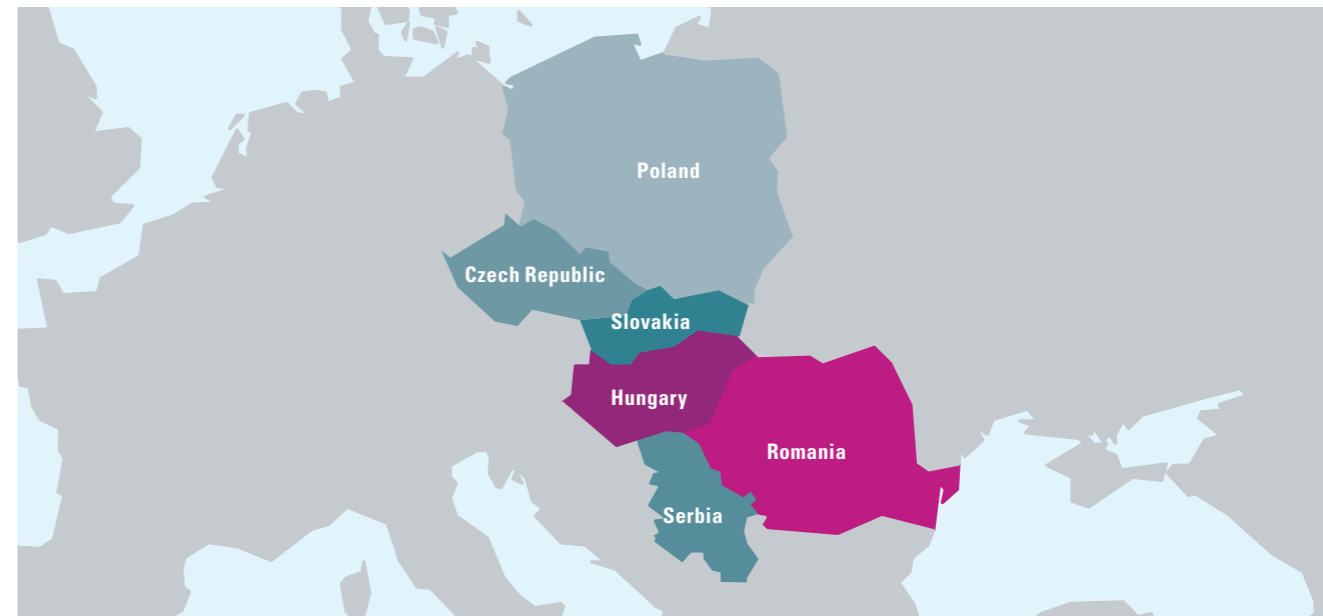 Poland
Czech Republic
Slovakia
Hungary
Romania
Serbia